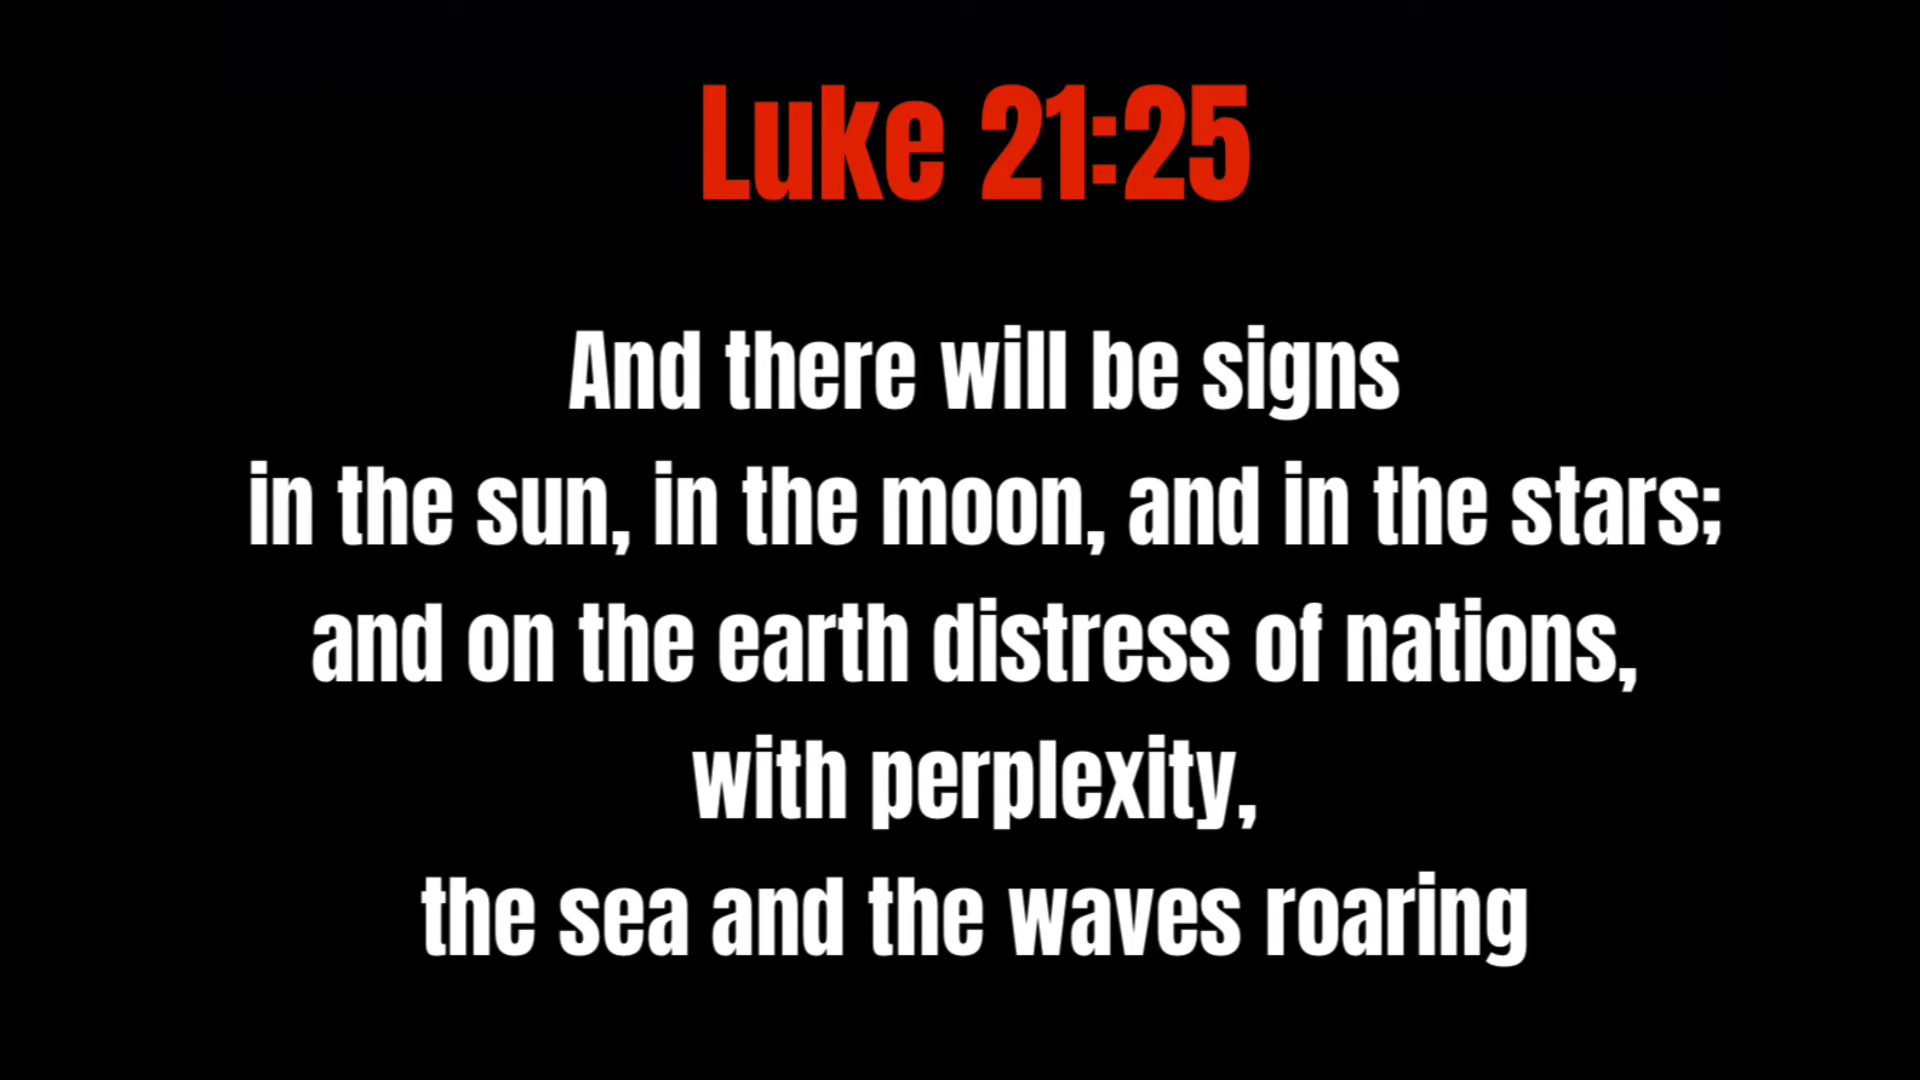 Luke 21:25
And there will be signs
in the sun, in the moon, and in the stars;
and on the earth distress of nations,
with perplexity,
the sea and the waves roaring